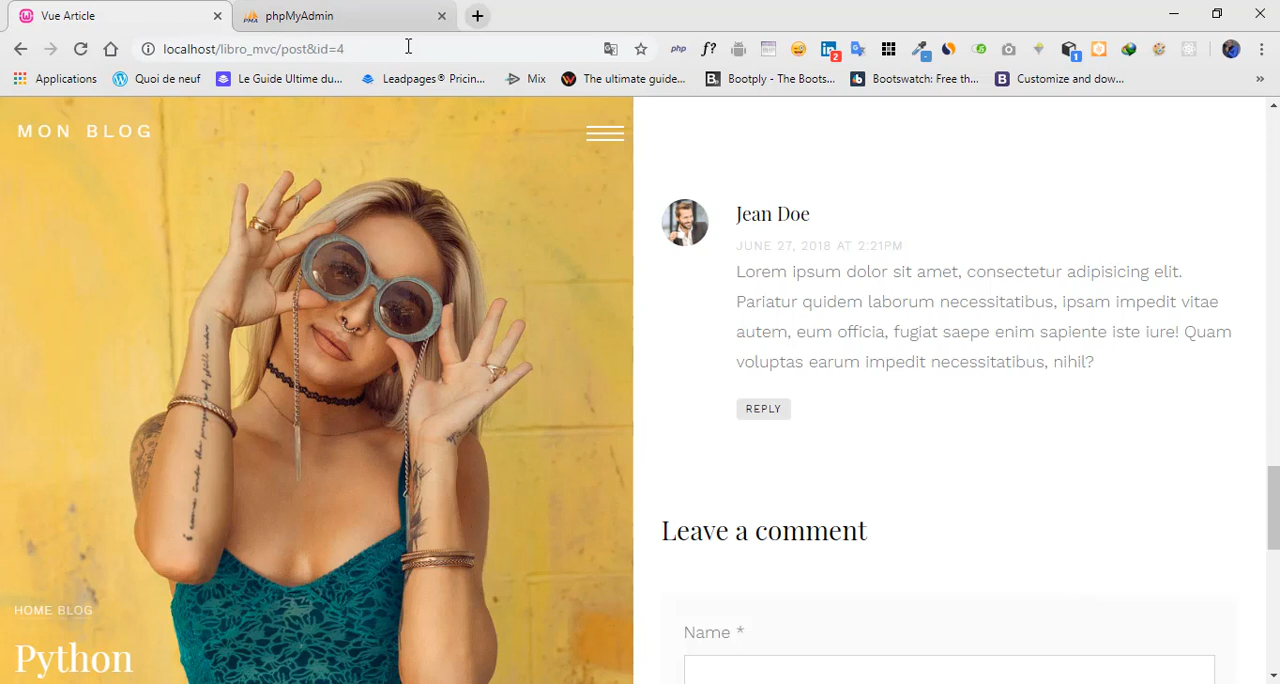 Vue Article
phpMyAdmin
localhost/libro_mvc/post&id=4
php
f?
2
1
Applications
Quoi de neuf
Le Guide Ultime du...
Leadpages® Pricin...
Mix
The ultimate guide...
Bootply - The Boots...
Bootswatch: Free th...
Customize and dow...
»
MON BLOG
HOME BLOG
Python
Jean Doe
JUNE 27, 2018 AT 2:21PM
Lorem ipsum dolor sit amet, consectetur adipisicing elit.
Pariatur quidem laborum necessitatibus, ipsam impedit vitae
autem, eum officia, fugiat saepe enim sapiente iste iure! Quam
voluptas earum impedit necessitatibus, nihil?
REPLY
Leave a comment
Name *